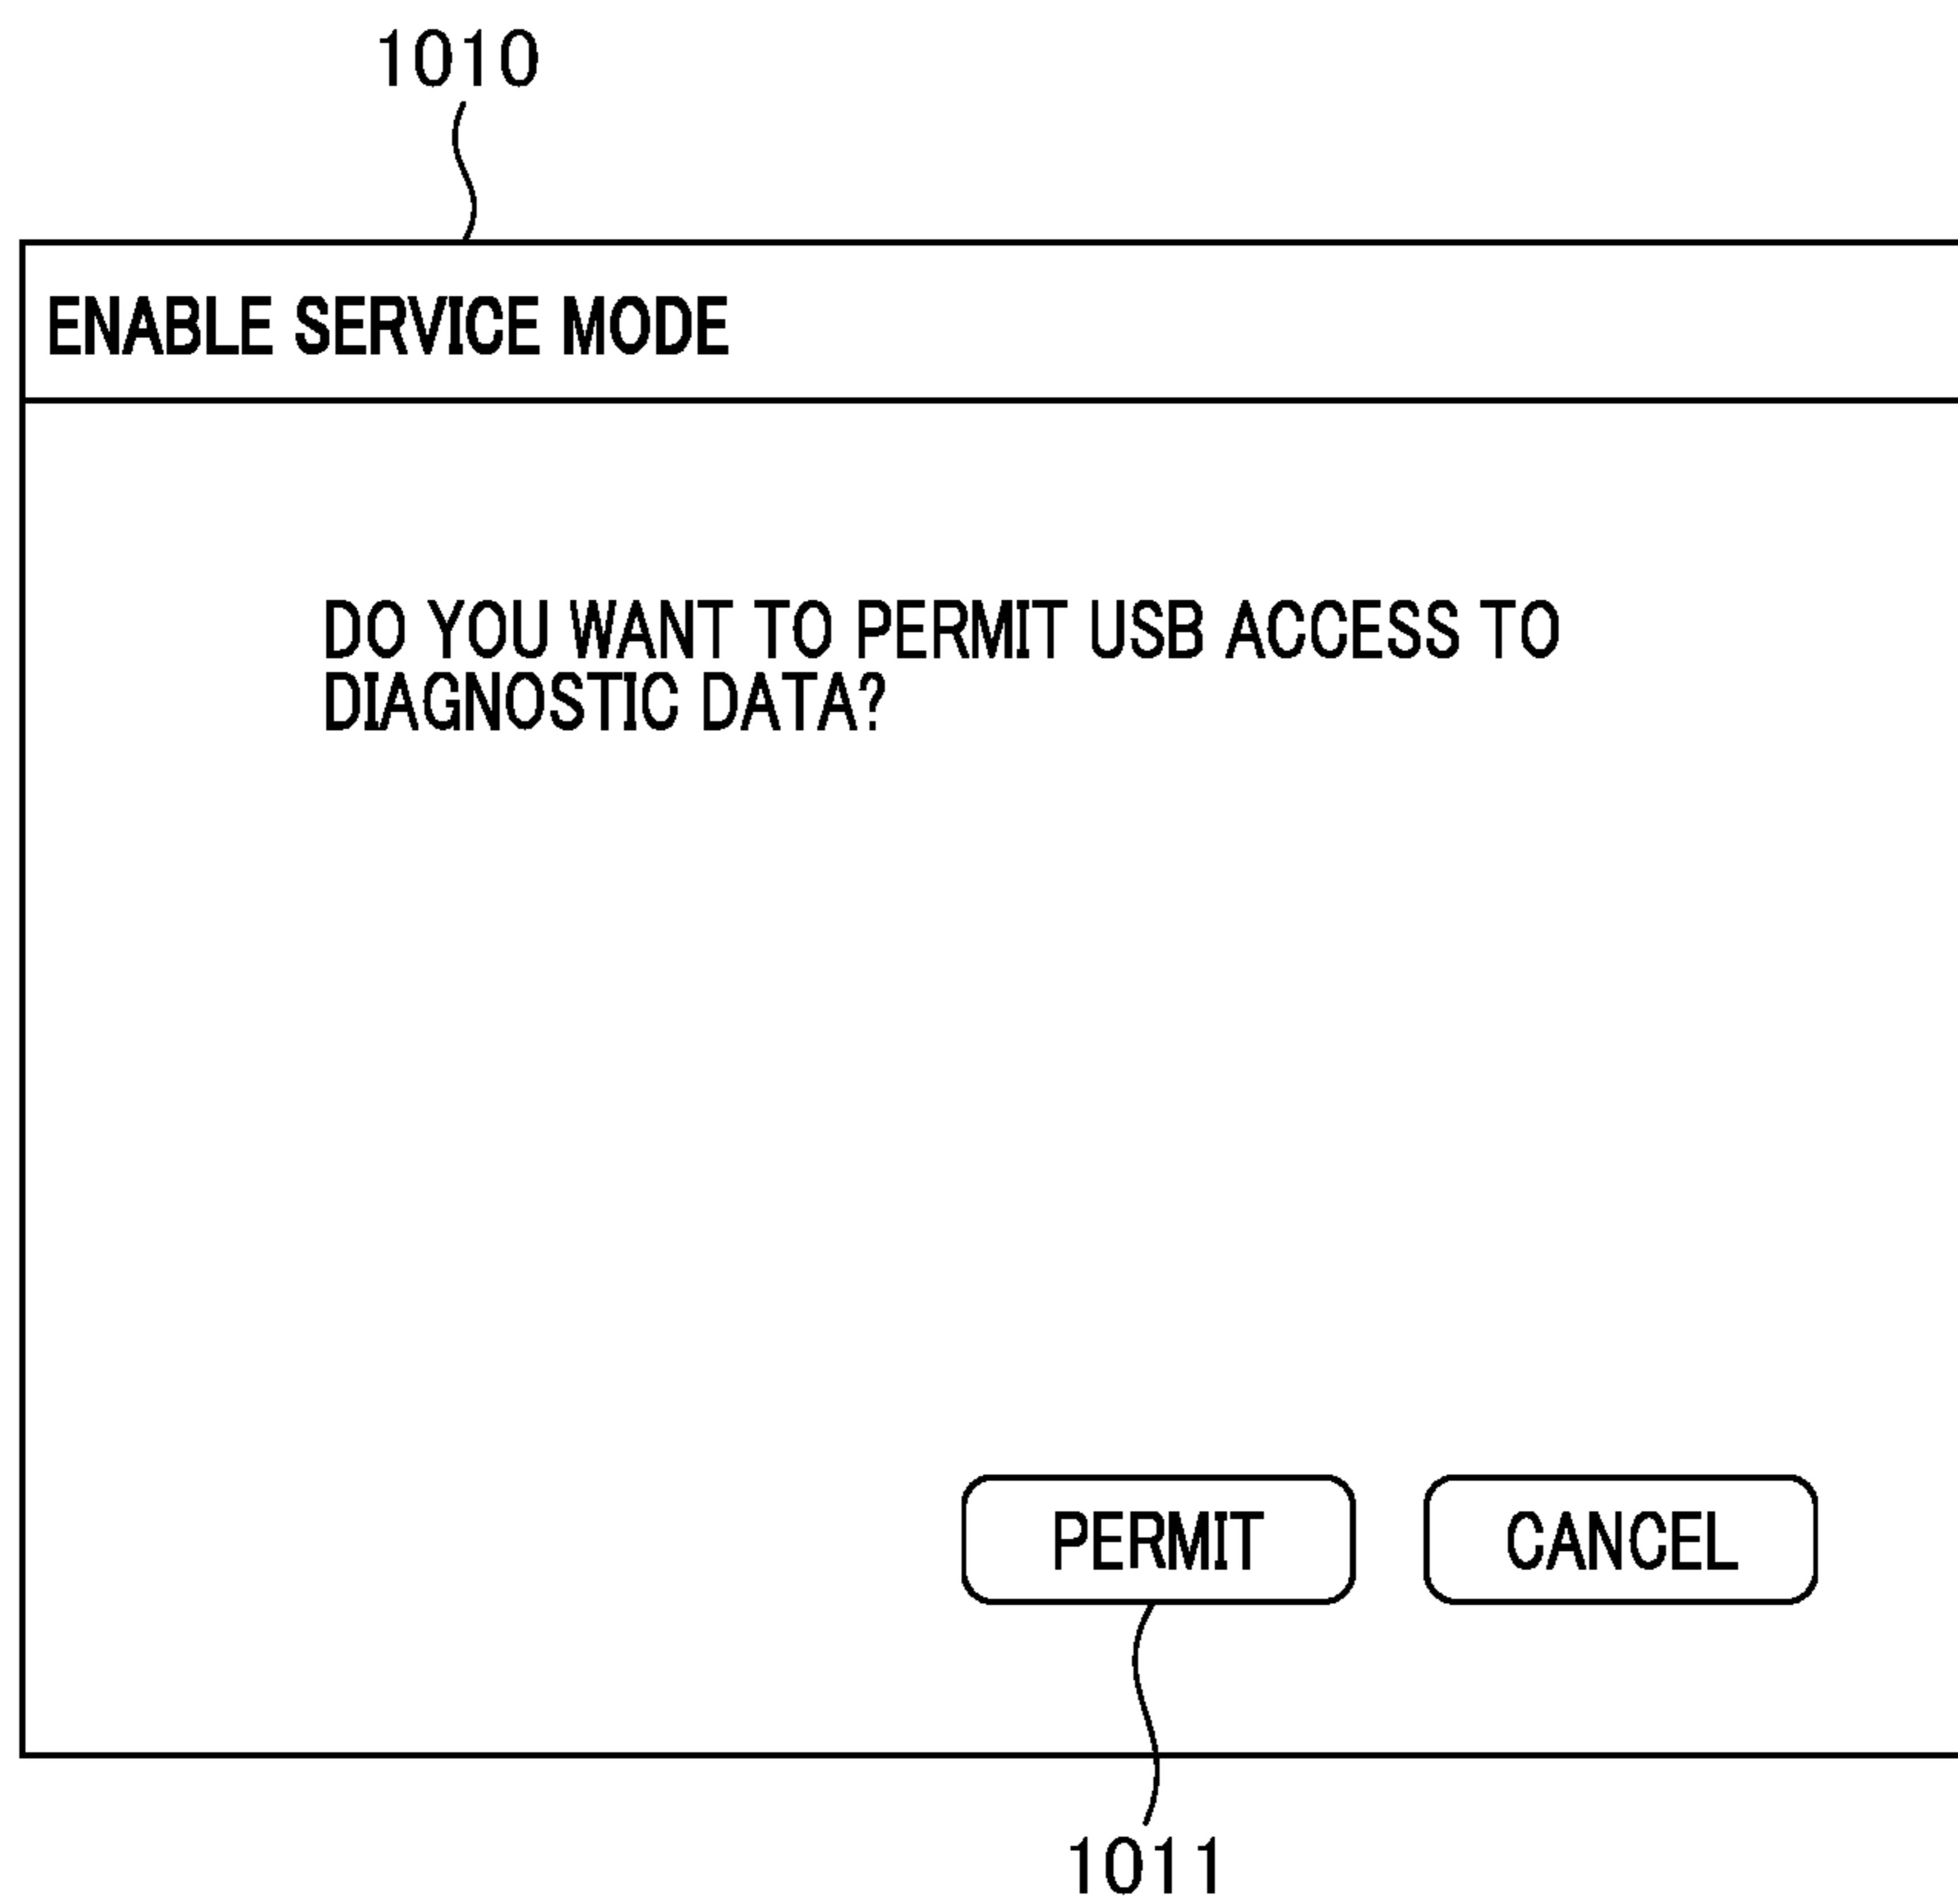 1010
ENABLE SERVICE MODE
DO YOU WANT TO PERMIT USB ACCESS TO
DIAGNOSTIC DATA?
PERMIT CANCEL
1011